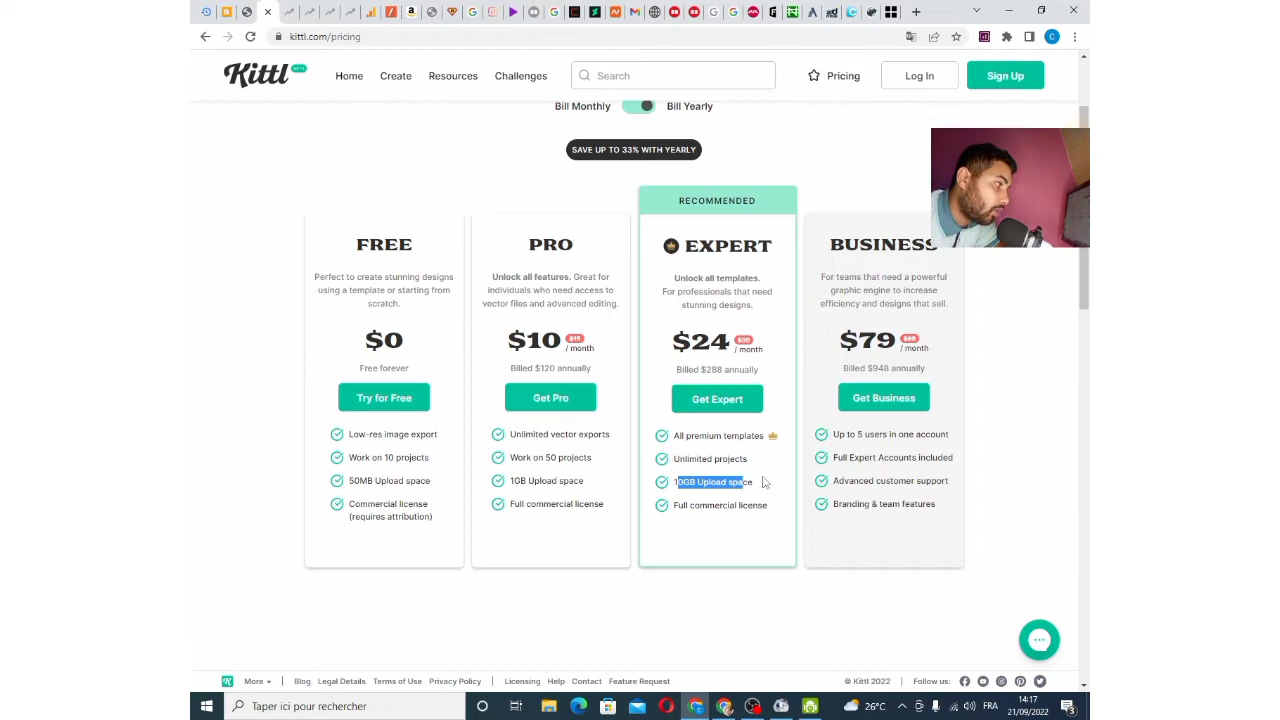 kittl.com/pricing
Kittl BETA
Home Create Resources Challenges Search Pricing Log In Sign Up
Bill Monthly Bill Yearly
SAVE UP TO 33% WITH YEARLY
RECOMMENDED
FREE
Perfect to create stunning designs
using a template or starting from
scratch.
$0
Free forever
Try for Free
Low-res image export
Work on 10 projects
50MB Upload space
Commercial license
(requires attribution)
PRO
Unlock all features. Great for
individuals who need access to
vector files and advanced editing.
$10 $15
/ month
Billed $120 annually
Get Pro
Unlimited vector exports
Work on 50 projects
1GB Upload space
Full commercial license
EXPERT
Unlock all templates.
For professionals that need
stunning designs.
$24 $30
/ month
Billed $288 annually
Get Expert
All premium templates
Unlimited projects
10GB Upload space
Full commercial license
BUSINESS
For teams that need a powerful
graphic engine to increase
efficiency and designs that sell.
$79
/ month
Billed $948 annually
Get Business
Up to 5 users in one account
Full Expert Accounts included
Advanced customer support
Branding & team features
More Blog Legal Details Terms of Use Privacy Policy Licensing Help Contact Feature Request © Kittl 2022 Follow us:
Taper ici pour rechercher
26°C
FRA
14:17
21/09/2022
3